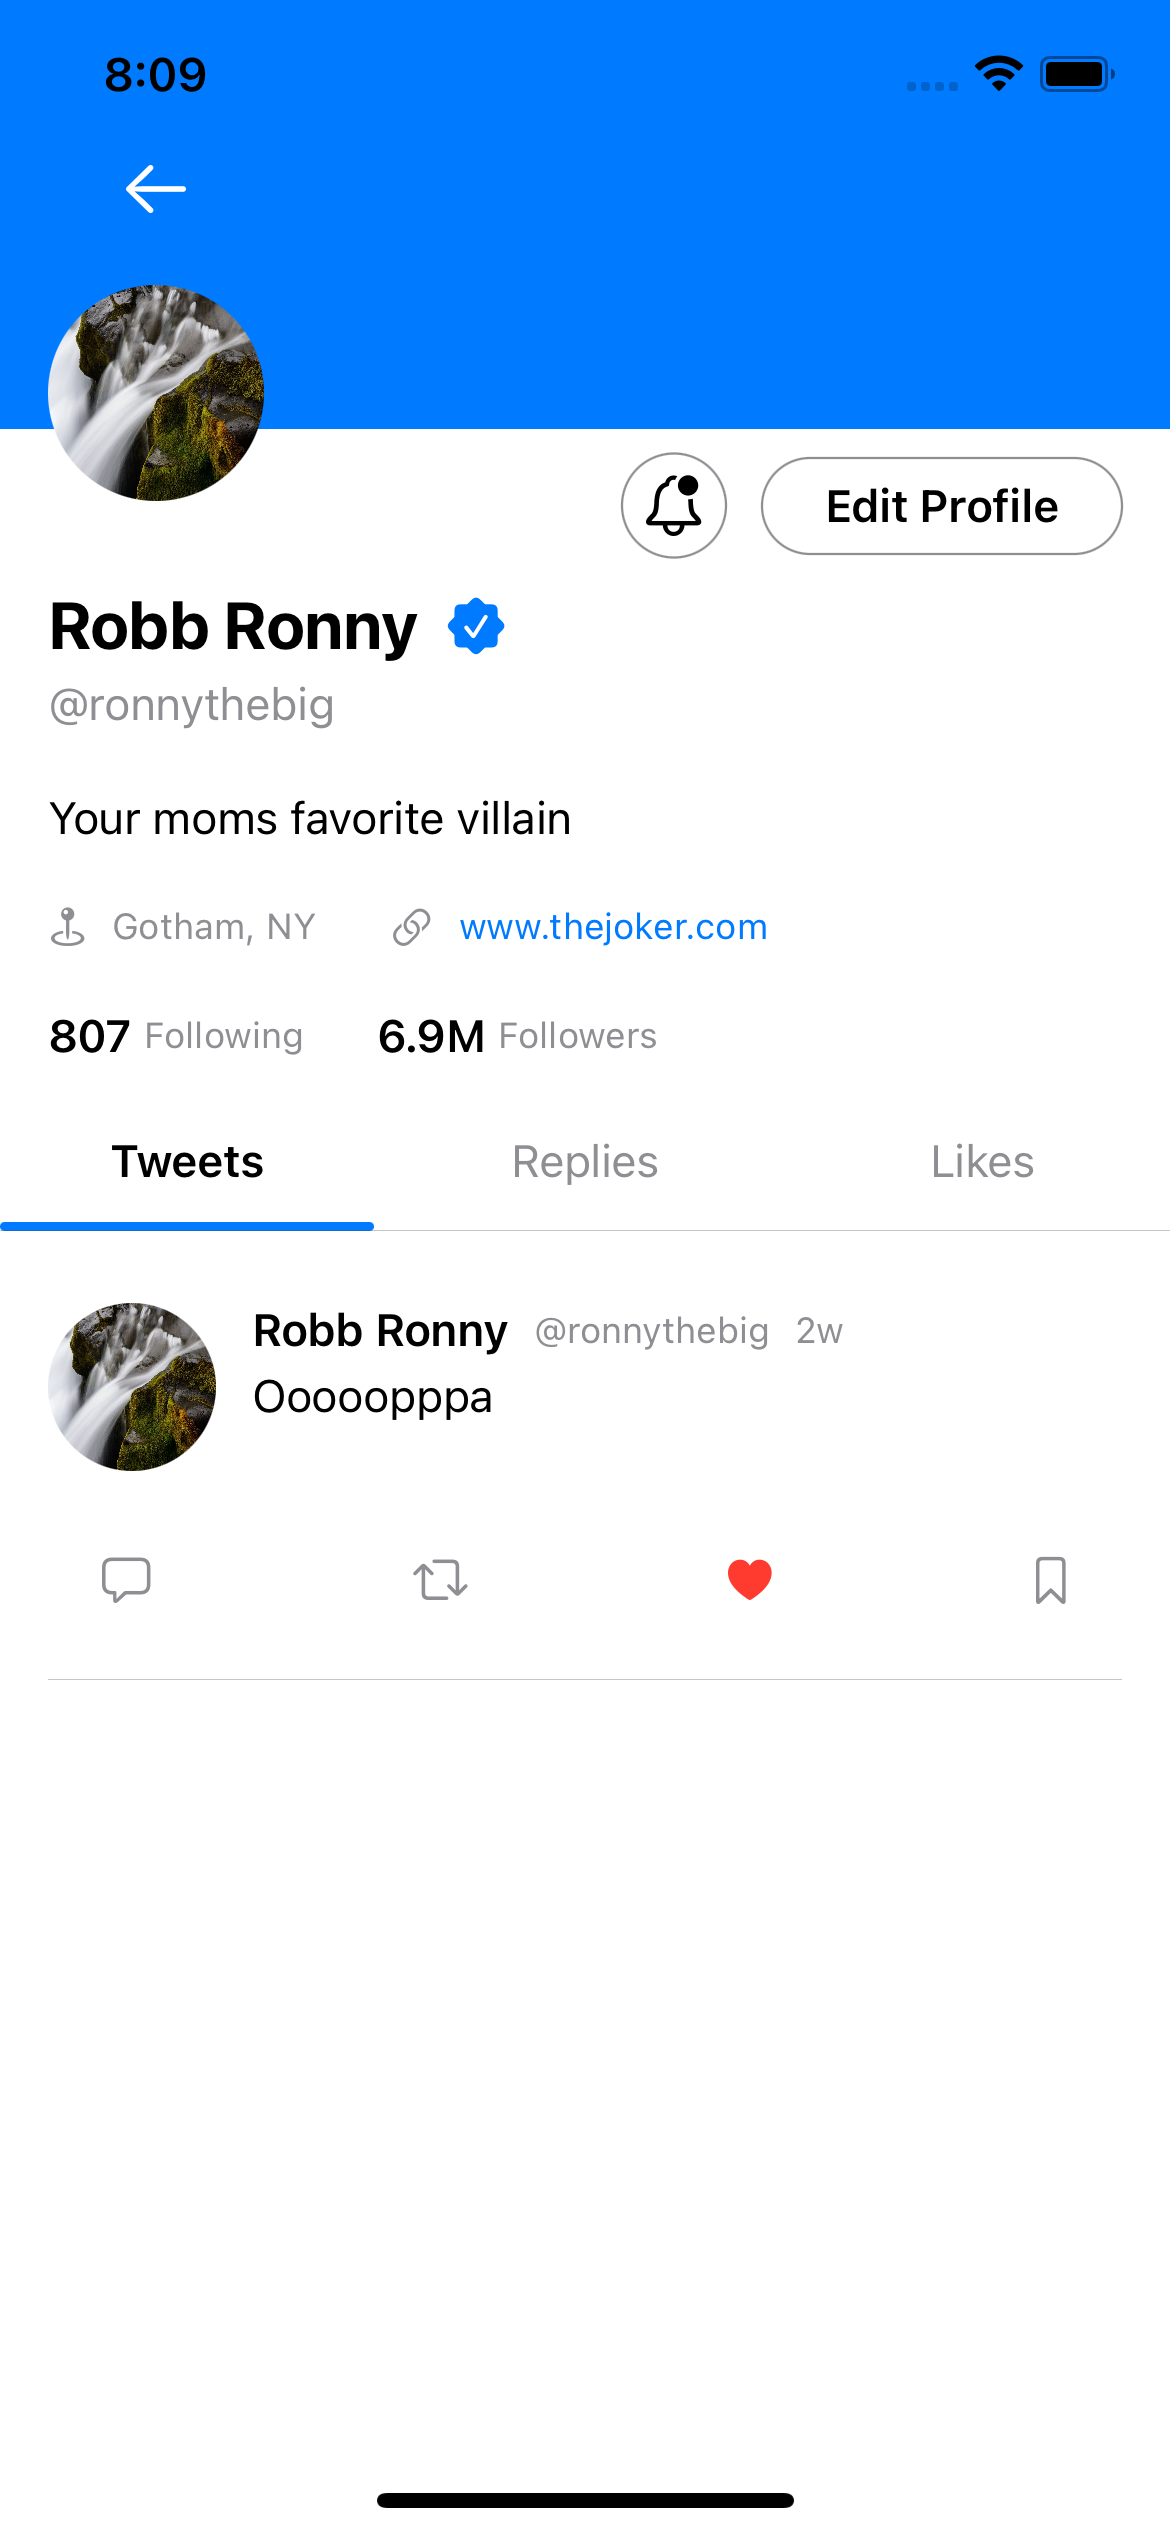 8:09
Edit Profile
Robb Ronny
@ronnythebig
Your moms favorite villain
Gotham, NY www.thejoker.com
807 Following 6.9M Followers
Tweets Replies Likes
Robb Ronny @ronnythebig 2w
Ooooopppa